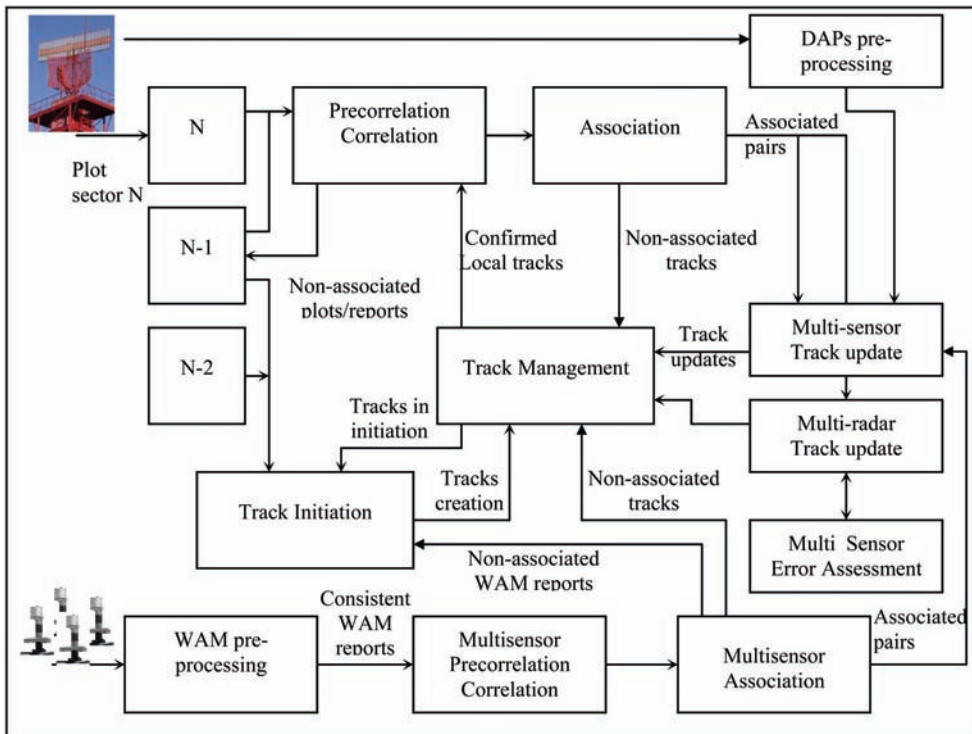 DAPs pre-
processing
N
Precorrelation
Correlation
Association
Associated
pairs
Plot
sector N
N-1
Confirmed
Local tracks
Non-associated
tracks
Non-associated
plots/reports
N-2
Track Management
Track
updates
Multi-sensor
Track update
Tracks in
initiation
Multi-radar
Track update
Track Initiation
Tracks
creation
Non-associated
tracks
Multi Sensor
Error Assessment
Non-associated
WAM reports
Consistent
WAM
reports
Associated
pairs
WAM pre-
processing
Multisensor
Precorrelation
Correlation
Multisensor
Association